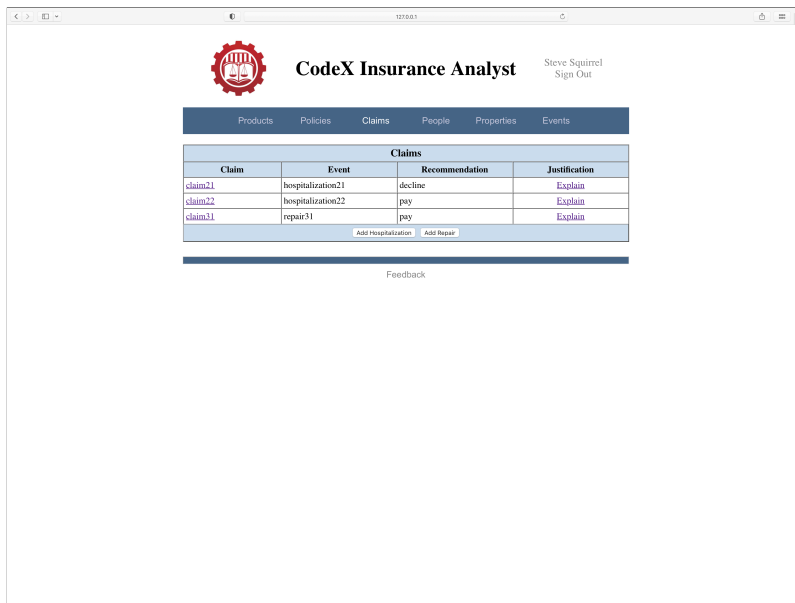 127.0.0.1
CodeX Insurance Analyst
Steve Squirrel
Sign Out
Products Policies Claims People Properties Events
Claims
Claim Event Recommendation Justification
claim21 hospitalization21 decline Explain
claim22 hospitalization22 pay Explain
claim31 repair31 pay Explain
Add Hospitalization Add Repair
Feedback